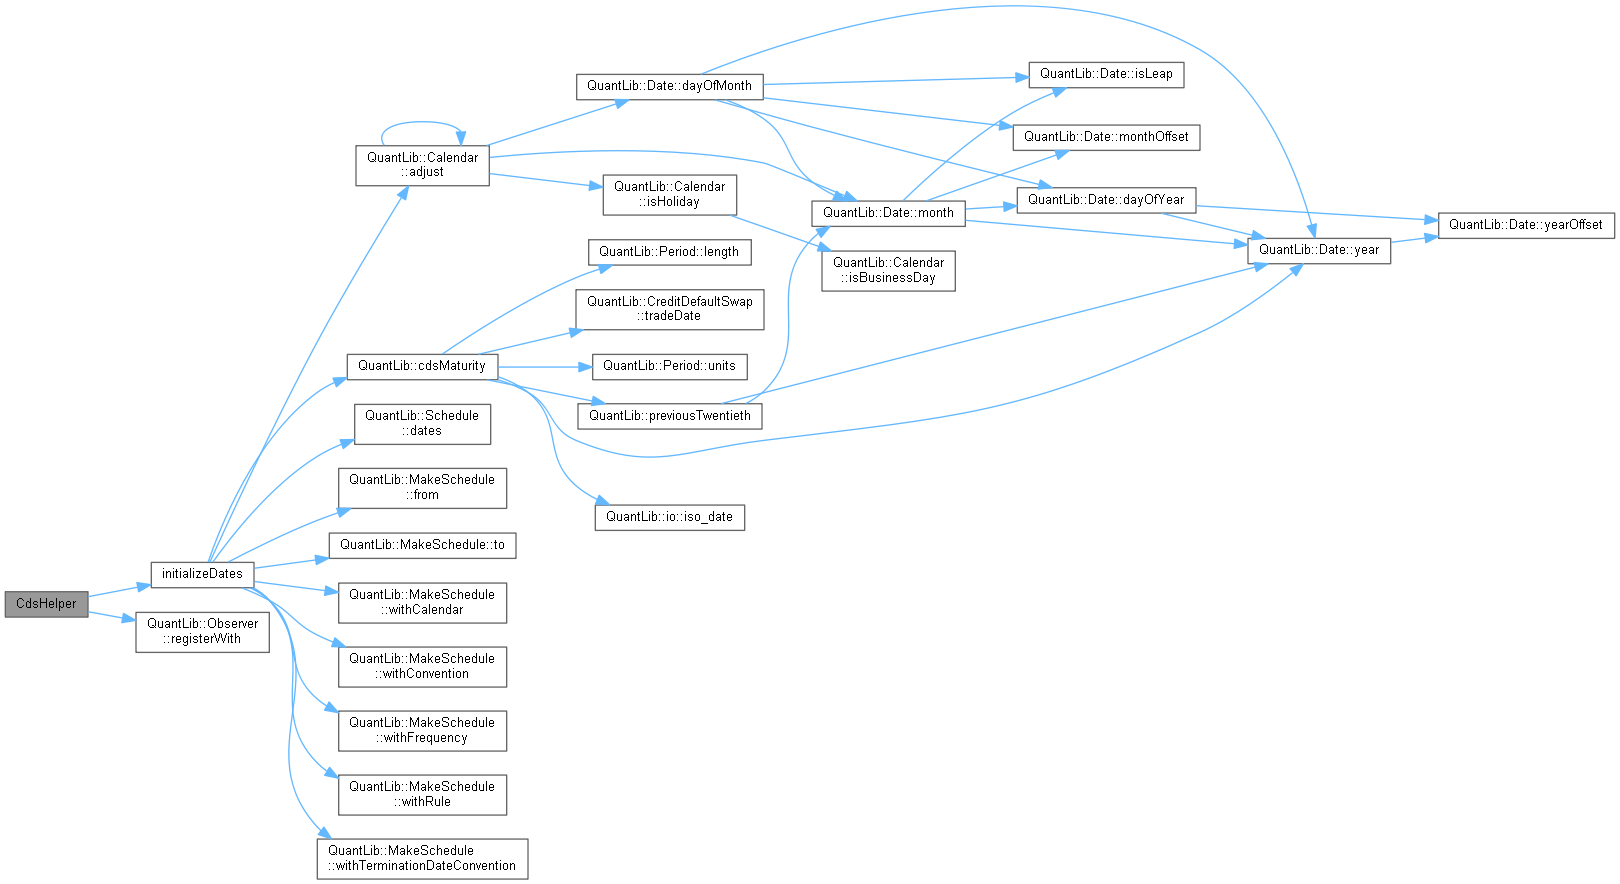 CdsHelper
initializeDates
QuantLib::Observer
::registerWith
QuantLib::Calendar
::adjust
QuantLib::cdsMaturity
QuantLib::Schedule
::dates
QuantLib::MakeSchedule
::from
QuantLib::MakeSchedule::to
QuantLib::MakeSchedule
::withCalendar
QuantLib::MakeSchedule
::withConvention
QuantLib::MakeSchedule
::withFrequency
QuantLib::MakeSchedule
::withRule
QuantLib::MakeSchedule
::withTerminationDateConvention
QuantLib::Date::dayOfMonth
QuantLib::Calendar
::isHoliday
QuantLib::Period::length
QuantLib::CreditDefaultSwap
::tradeDate
QuantLib::Period::units
QuantLib::previousTwentieth
QuantLib::io::iso_date
QuantLib::Date::month
QuantLib::Calendar
::isBusinessDay
QuantLib::Date::isLeap
QuantLib::Date::monthOffset
QuantLib::Date::dayOfYear
QuantLib::Date::year
QuantLib::Date::yearOffset